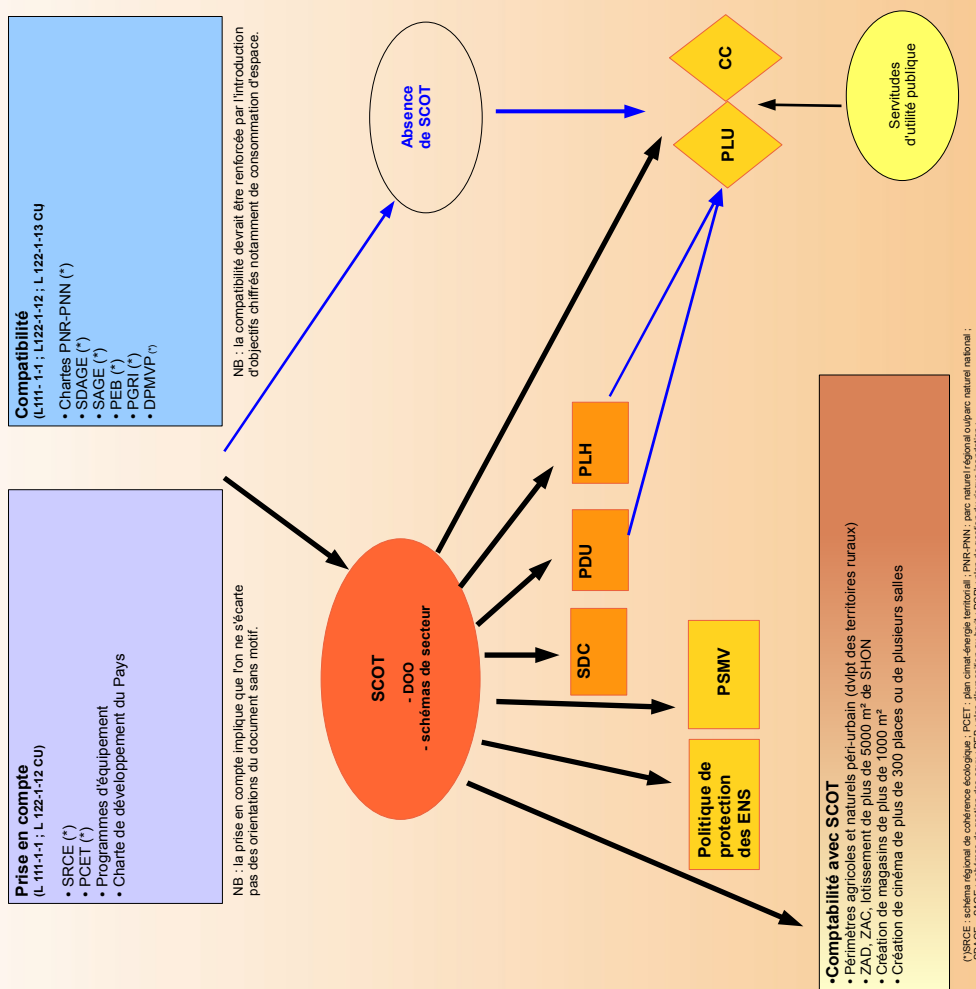 Prise en compte
(L 111-1-1 ; L 122-1-12 CU)
• SRCE (*)
• PCET (*)
• Programmes d'équipement
• Charte de développement du Pays
NB : la prise en compte implique que l'on ne s'écarte
pas des orientations du document sans motif.
Compatibilité
(L111- 1-1 ; L122-1-12 ; L 122-1-13 CU)
• Chartes PNR-PNN (*)
• SDAGE (*)
• SAGE (*)
• PEB (*)
• PGRI (*)
• DPMVP (*)
NB : la compatibilité devrait être renforcée par l'introduction
d'objectifs chiffrés notamment de consommation d'espace.
SCOT
- DOO
- schémas de secteur
Absence
de SCOT
SDC
PDU
PLH
Politique de
protection
des ENS
PSMV
PLU
CC
Servitudes
d'utilité publique
•Comptabilité avec SCOT
• Périmètres agricoles et naturels péri-urbain (dvlpt des territoires ruraux)
• ZAD, ZAC, lotissement de plus de 5000 m² de SHON
• Création de magasins de plus de 1000 m²
• Création de cinéma de plus de 300 places ou de plusieurs salles
(*)SRCE : schéma régional de cohérence écologique ; PCET : plan climat-énergie territorial ; PNR-PNN : parc naturel régional ou parc naturel national ;